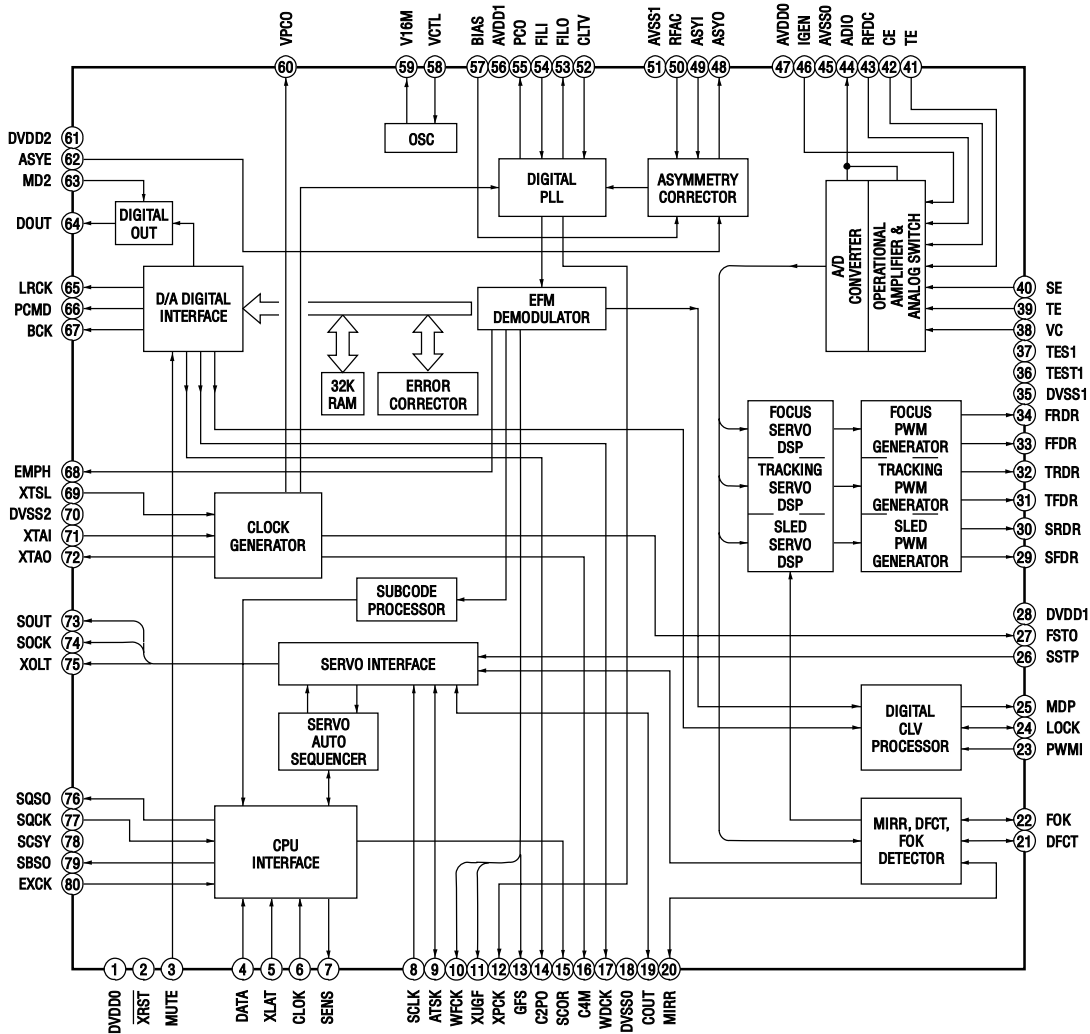 VPCO
V16M
VCTL
BIAS
AVDD1
PCO
FILI
FILO
CLTV
AVSS1
RFAC
ASYI
ASYO
AVDD0
IGEN
AVSS0
ADIO
RFDC
CE
TE
60
59
58
57
56
55
54
53
52
51
50
49
48
47
46
45
44
43
42
41
DVDD2 61
ASYE 62
MD2 63
DOUT 64
LRCK 65
PCMD 66
BCK 67
EMPH 68
XTSL 69
DVSS2 70
XTAI 71
XTAO 72
SOUT 73
SOCK 74
XOLT 75
SQSO 76
SQCK 77
SCSY 78
SBSO 79
EXCK 80
OSC
DIGITAL
PLL
ASYMMETRY
CORRECTOR
DIGITAL
OUT
D/A DIGITAL
INTERFACE
EFM
DEMODULATOR
A/D
CONVERTER
OPERATIONAL
AMPLIFIER &
ANALOG SWITCH
32K
RAM
ERROR
CORRECTOR
FOCUS
SERVO
DSP
TRACKING
SERVO
DSP
SLED
SERVO
DSP
FOCUS
PWM
GENERATOR
TRACKING
PWM
GENERATOR
SLED
PWM
GENERATOR
CLOCK
GENERATOR
SUBCODE
PROCESSOR
SERVO INTERFACE
SERVO
AUTO
SEQUENCER
DIGITAL
CLV
PROCESSOR
CPU
INTERFACE
MIRR, DFCT,
FOK
DETECTOR
40 SE
39 TE
38 VC
37 TES1
36 TEST1
35 DVSS1
34 FRDR
33 FFDR
32 TRDR
31 TFDR
30 SRDR
29 SFDR
28 DVDD1
27 FSTO
26 SSTP
25 MDP
24 LOCK
23 PWMI
22 FOK
21 DFCT
1
2
3
4
5
6
7
8
9
10
11
12
13
14
15
16
17
18
19
20
DVDD0
XRST
MUTE
DATA
XLAT
CLOK
SENS
SCLK
ATSK
WFCK
XUGF
XPCK
GFS
C2PO
SCOR
C4M
WDCK
DVSS0
COUT
MIRR